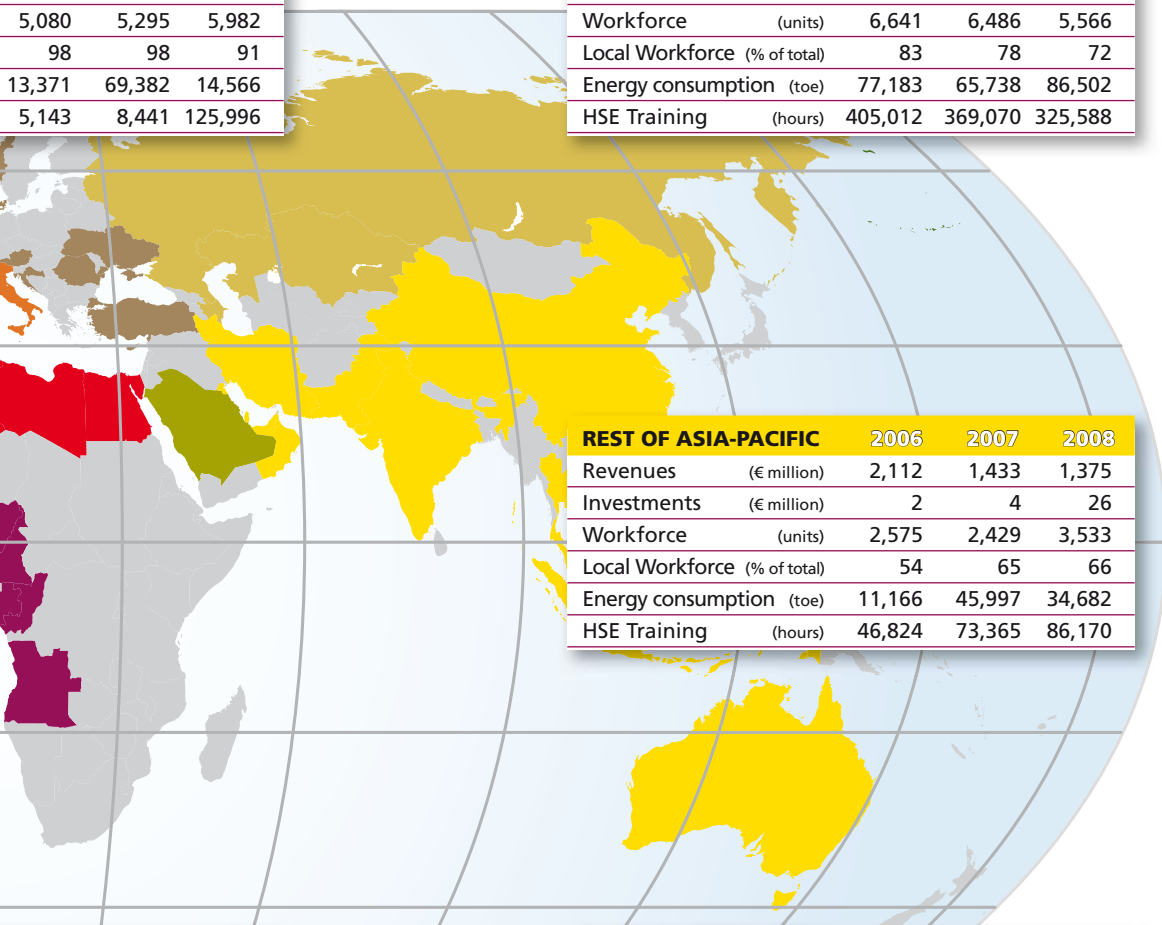 5,080 5,295 5,982
98 98 91
13,371 69,382 14,566
5,143 8,441 125,996
Workforce (units) 6,641 6,486 5,566
Local Workforce (% of total) 83 78 72
Energy consumption (toe) 77,183 65,738 86,502
HSE Training (hours) 405,012 369,070 325,588
REST OF ASIA-PACIFIC 2006 2007 2008
Revenues (€ million) 2,112 1,433 1,375
Investments (€ million) 2 4 26
Workforce (units) 2,575 2,429 3,533
Local Workforce (% of total) 54 65 66
Energy consumption (toe) 11,166 45,997 34,682
HSE Training (hours) 46,824 73,365 86,170